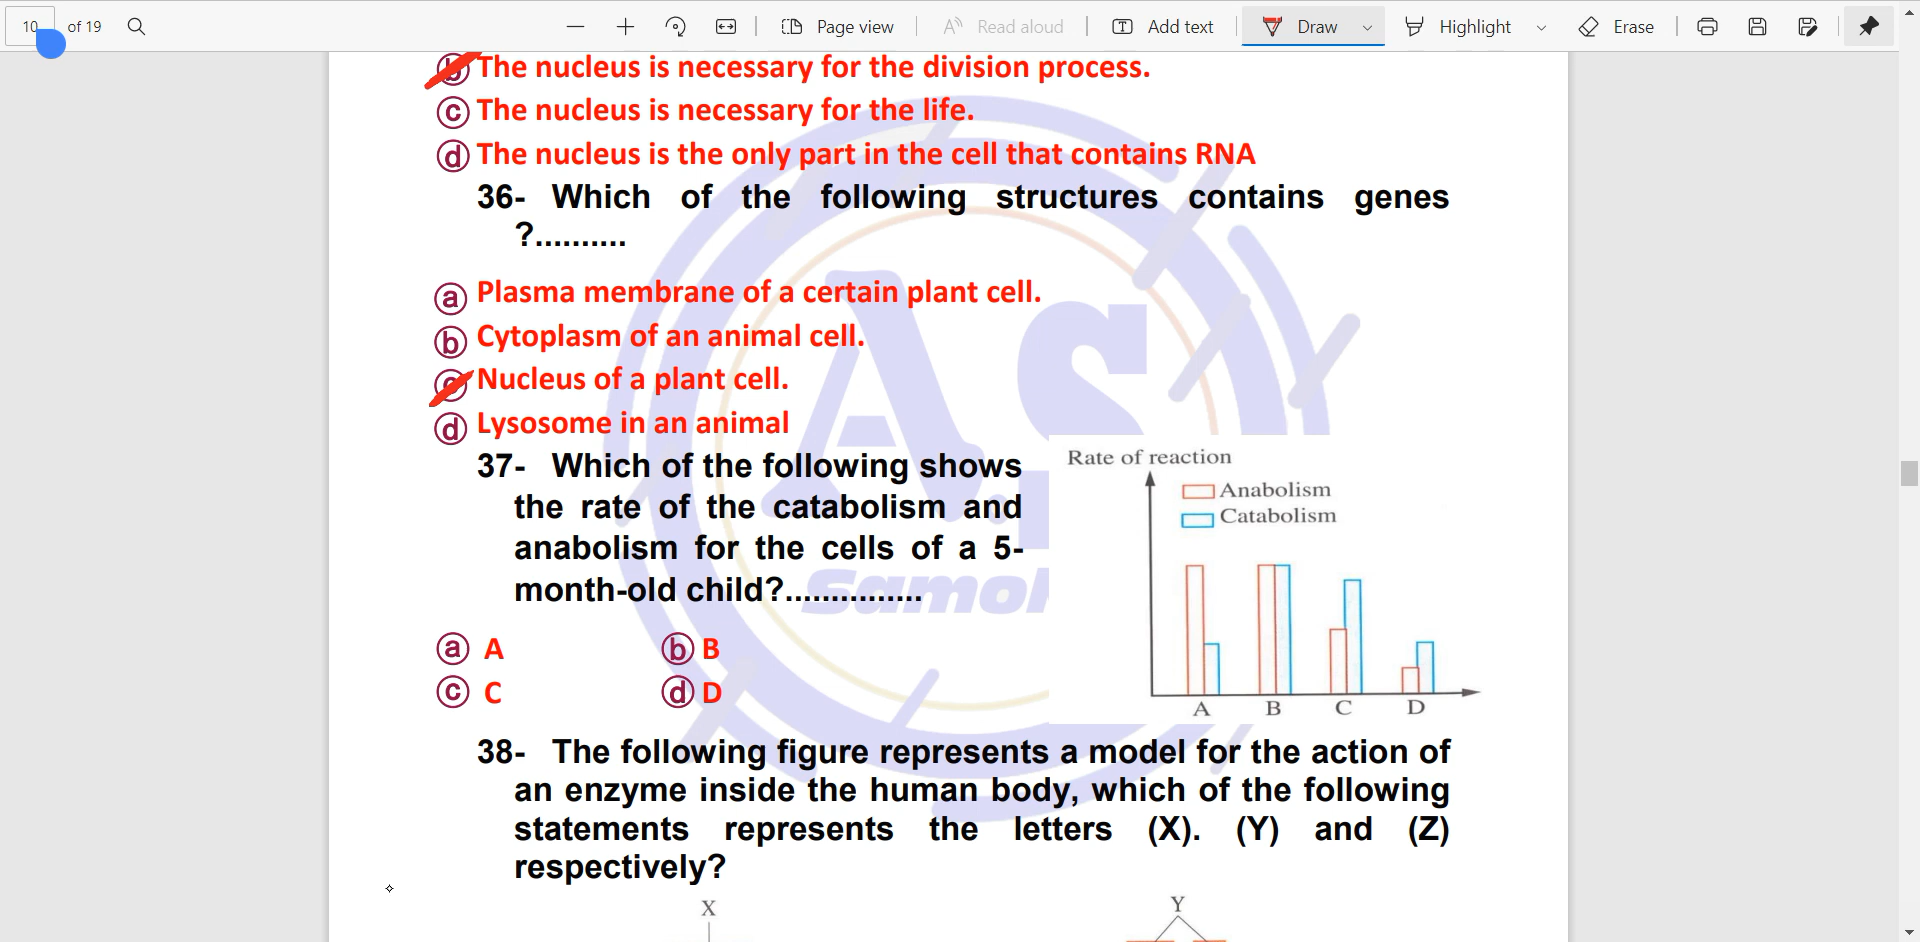 10 of 19 Page view Read aloud Add text Draw Highlight Erase
b The nucleus is necessary for the division process.
c The nucleus is necessary for the life.
d The nucleus is the only part in the cell that contains RNA
36- Which of the following structures contains genes
?..........
a Plasma membrane of a certain plant cell.
b Cytoplasm of an animal cell.
c Nucleus of a plant cell.
d Lysosome in an animal
37- Which of the following shows
the rate of the catabolism and
anabolism for the cells of a 5-
month-old child?...............
a A b B
c C d D
Rate of reaction
Anabolism
Catabolism
A B C D
38- The following figure represents a model for the action of
an enzyme inside the human body, which of the following
statements represents the letters (X). (Y) and (Z)
respectively?
X Y
A.S